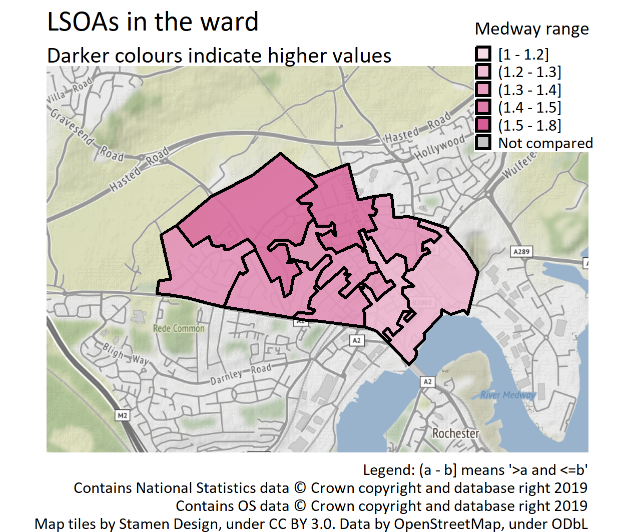 LSOAs in the ward
Darker colours indicate higher values
Medway range
[1 - 1.2]
(1.2 - 1.3]
(1.3 - 1.4]
(1.4 - 1.5]
(1.5 - 1.8]
Not compared
Villa Road
Gravesend Road
Hasted Road
Hasted Road
Hollywood
Wulfere
A289
Rede Common
A2
Bligh Way
Darnley Road
A2
M2
River Medway
Rochester
Legend: (a - b] means '>a and <=b'
Contains National Statistics data © Crown copyright and database right 2019
Contains OS data © Crown copyright and database right 2019
Map tiles by Stamen Design, under CC BY 3.0. Data by OpenStreetMap, under ODbL